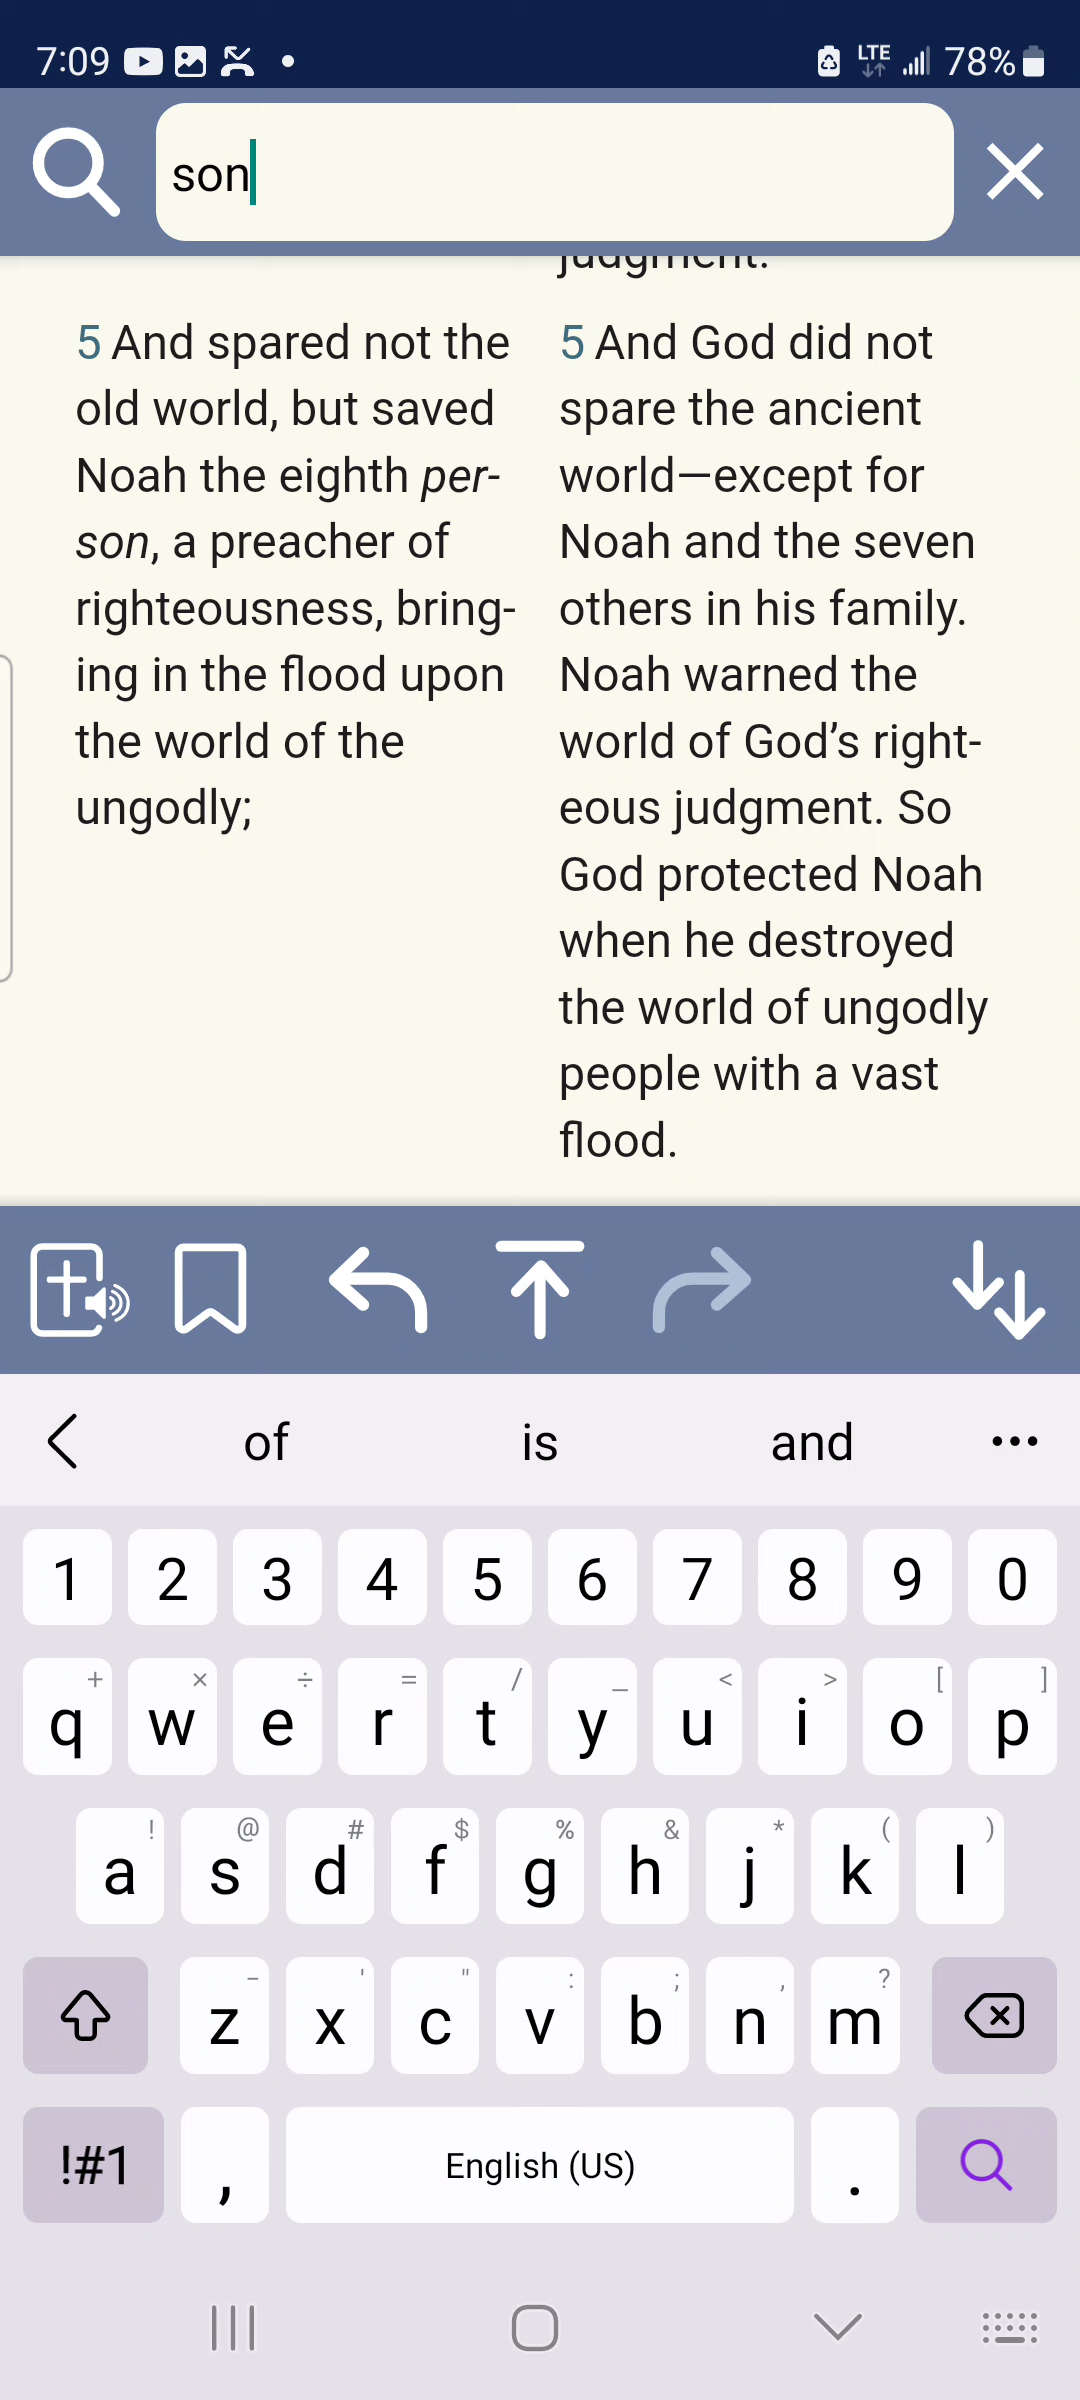 7:09 LTE 78%
son
judgment.
5 And spared not the
old world, but saved
Noah the eighth per-
son, a preacher of
righteousness, bring-
ing in the flood upon
the world of the
ungodly;
5 And God did not
spare the ancient
world—except for
Noah and the seven
others in his family.
Noah warned the
world of God’s right-
eous judgment. So
God protected Noah
when he destroyed
the world of ungodly
people with a vast
flood.
of is and •••
1 2 3 4 5 6 7 8 9 0
+ × ÷ = / _ < > [ ]
q w e r t y u i o p
! @ # $ % & * ( )
a s d f g h j k l
- ' " : ; , ?
z x c v b n m
!#1 , English (US) .